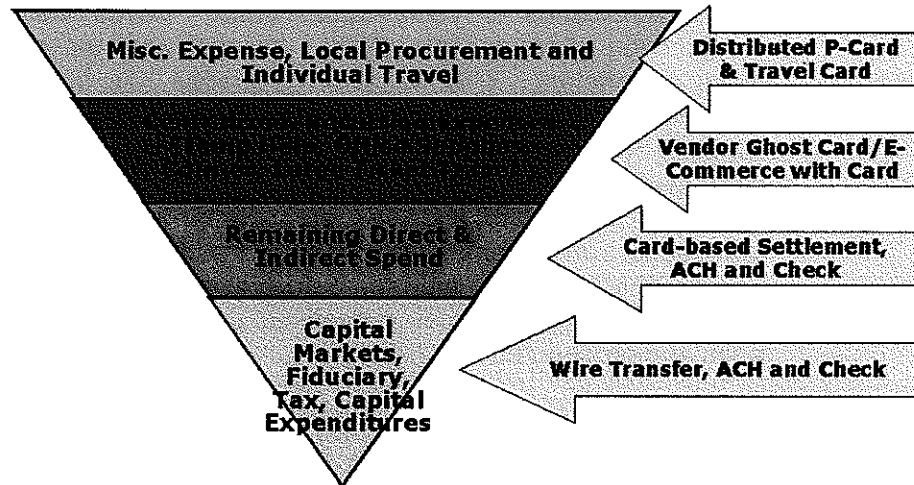 Misc. Expense, Local Procurement and
Individual Travel
Distributed P-Card
& Travel Card
Vendor Ghost Card/E-
Commerce with Card
Remaining Direct &
Indirect Spend
Card-based Settlement,
ACH and Check
Capital
Markets,
Fiduciary,
Tax, Capital
Expenditures
Wire Transfer, ACH and Check